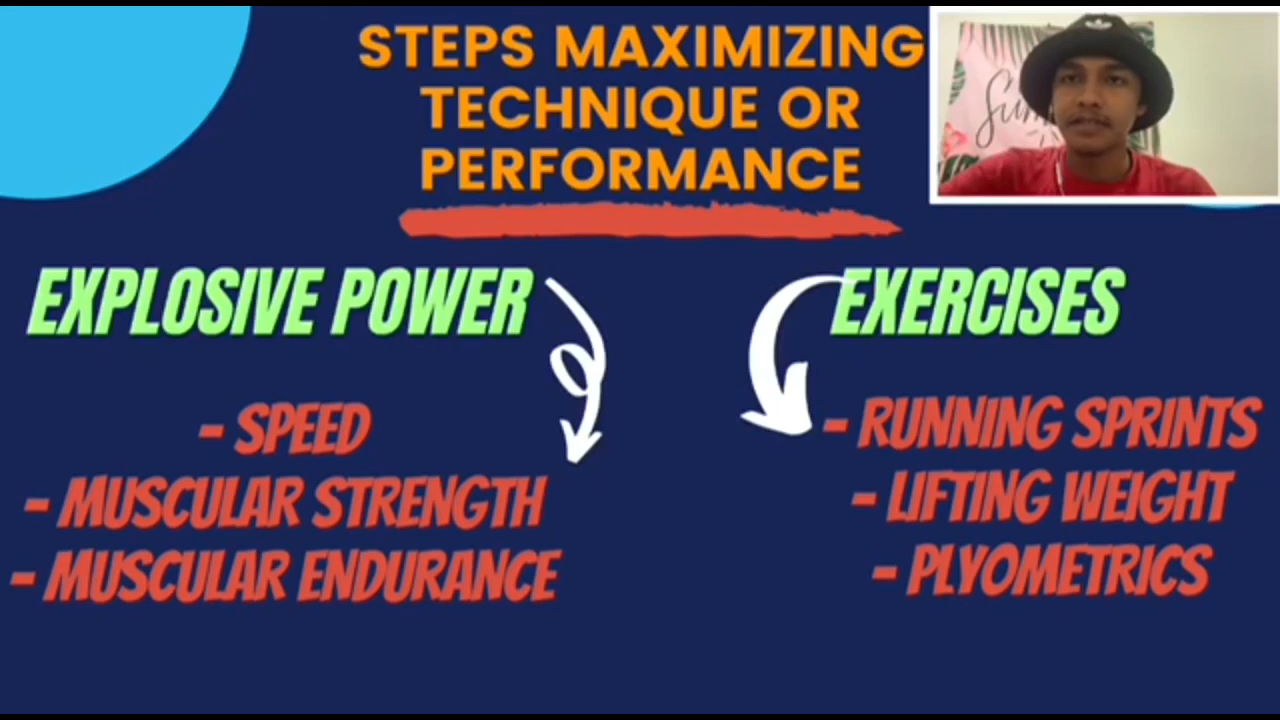 STEPS MAXIMIZING
TECHNIQUE OR
PERFORMANCE
EXPLOSIVE POWER
- SPEED
- MUSCULAR STRENGTH
- MUSCULAR ENDURANCE
EXERCISES
- RUNNING SPRINTS
- LIFTING WEIGHT
- PLYOMETRICS